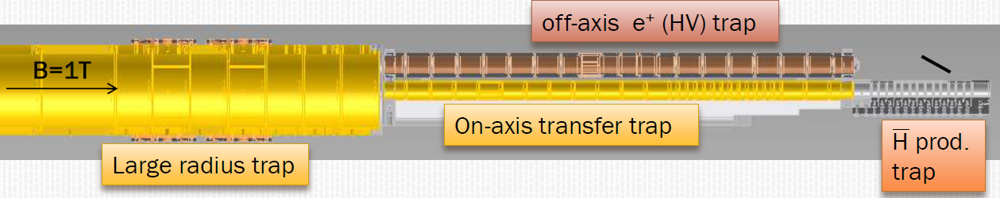 off-axis e⁺ (HV) trap
B=1T
On-axis transfer trap
Large radius trap
H̅ prod.
trap